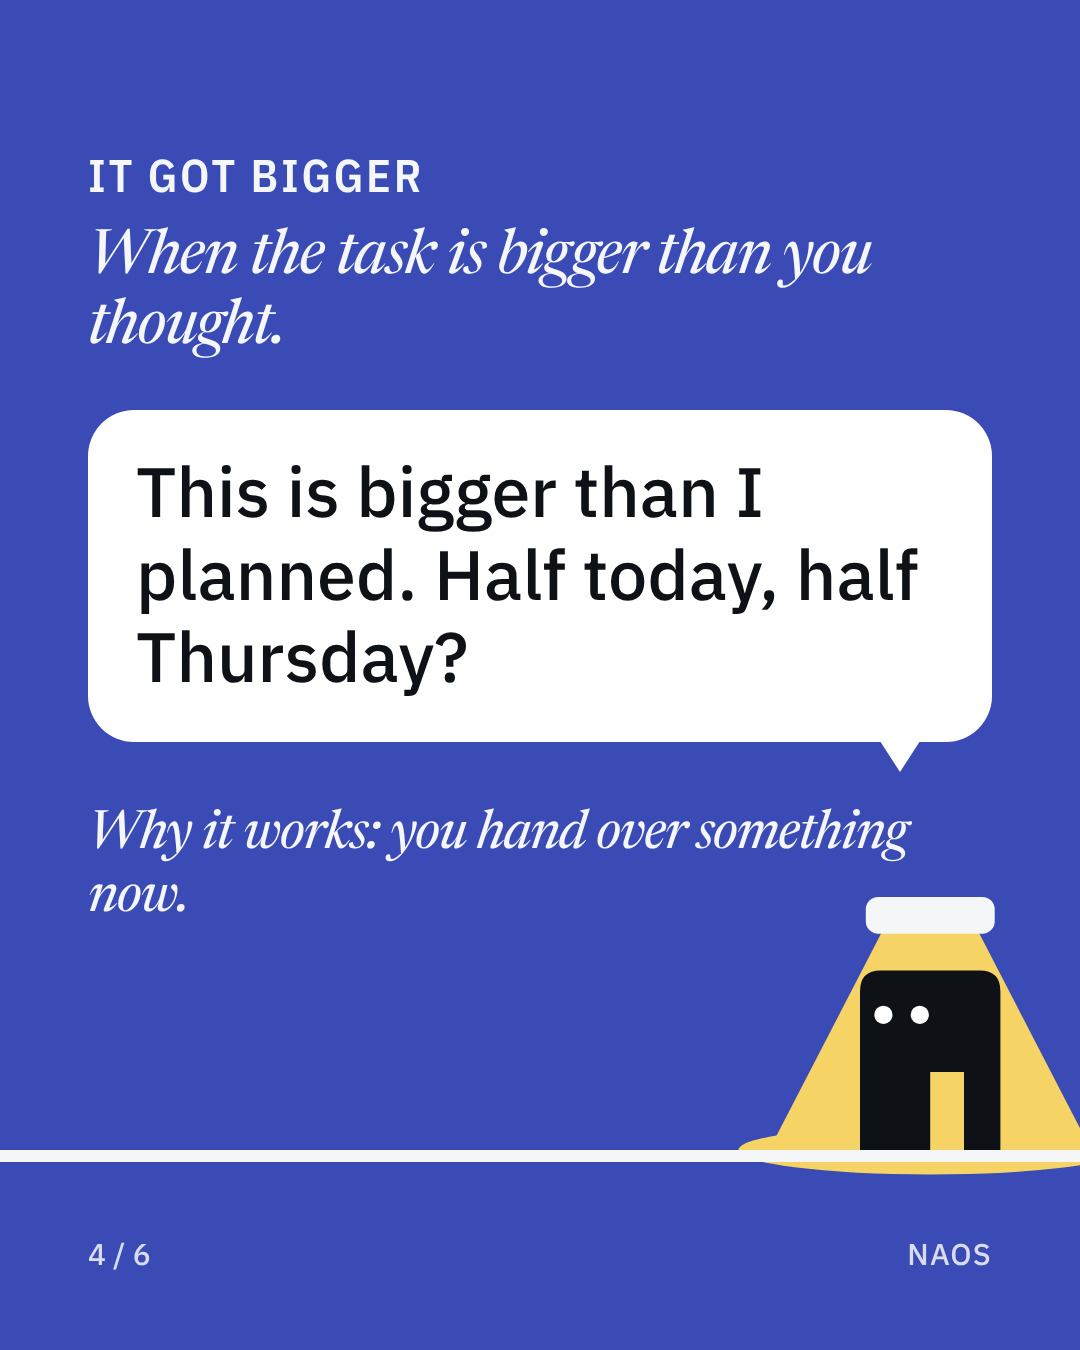 IT GOT BIGGER
When the task is bigger than you
thought.
This is bigger than I
planned. Half today, half
Thursday?
Why it works: you hand over something
now.
4 / 6
NAOS